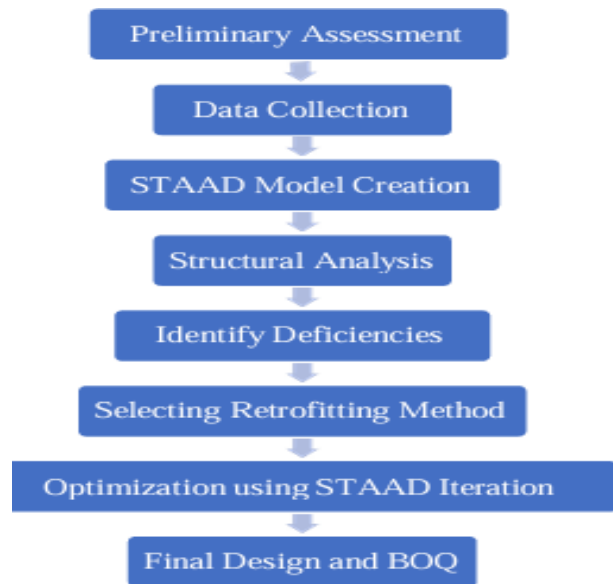 Preliminary Assessment
Data Collection
STAAD Model Creation
Structural Analysis
Identify Deficiencies
Selecting Retrofitting Method
Optimization using STAAD Iteration
Final Design and BOQ